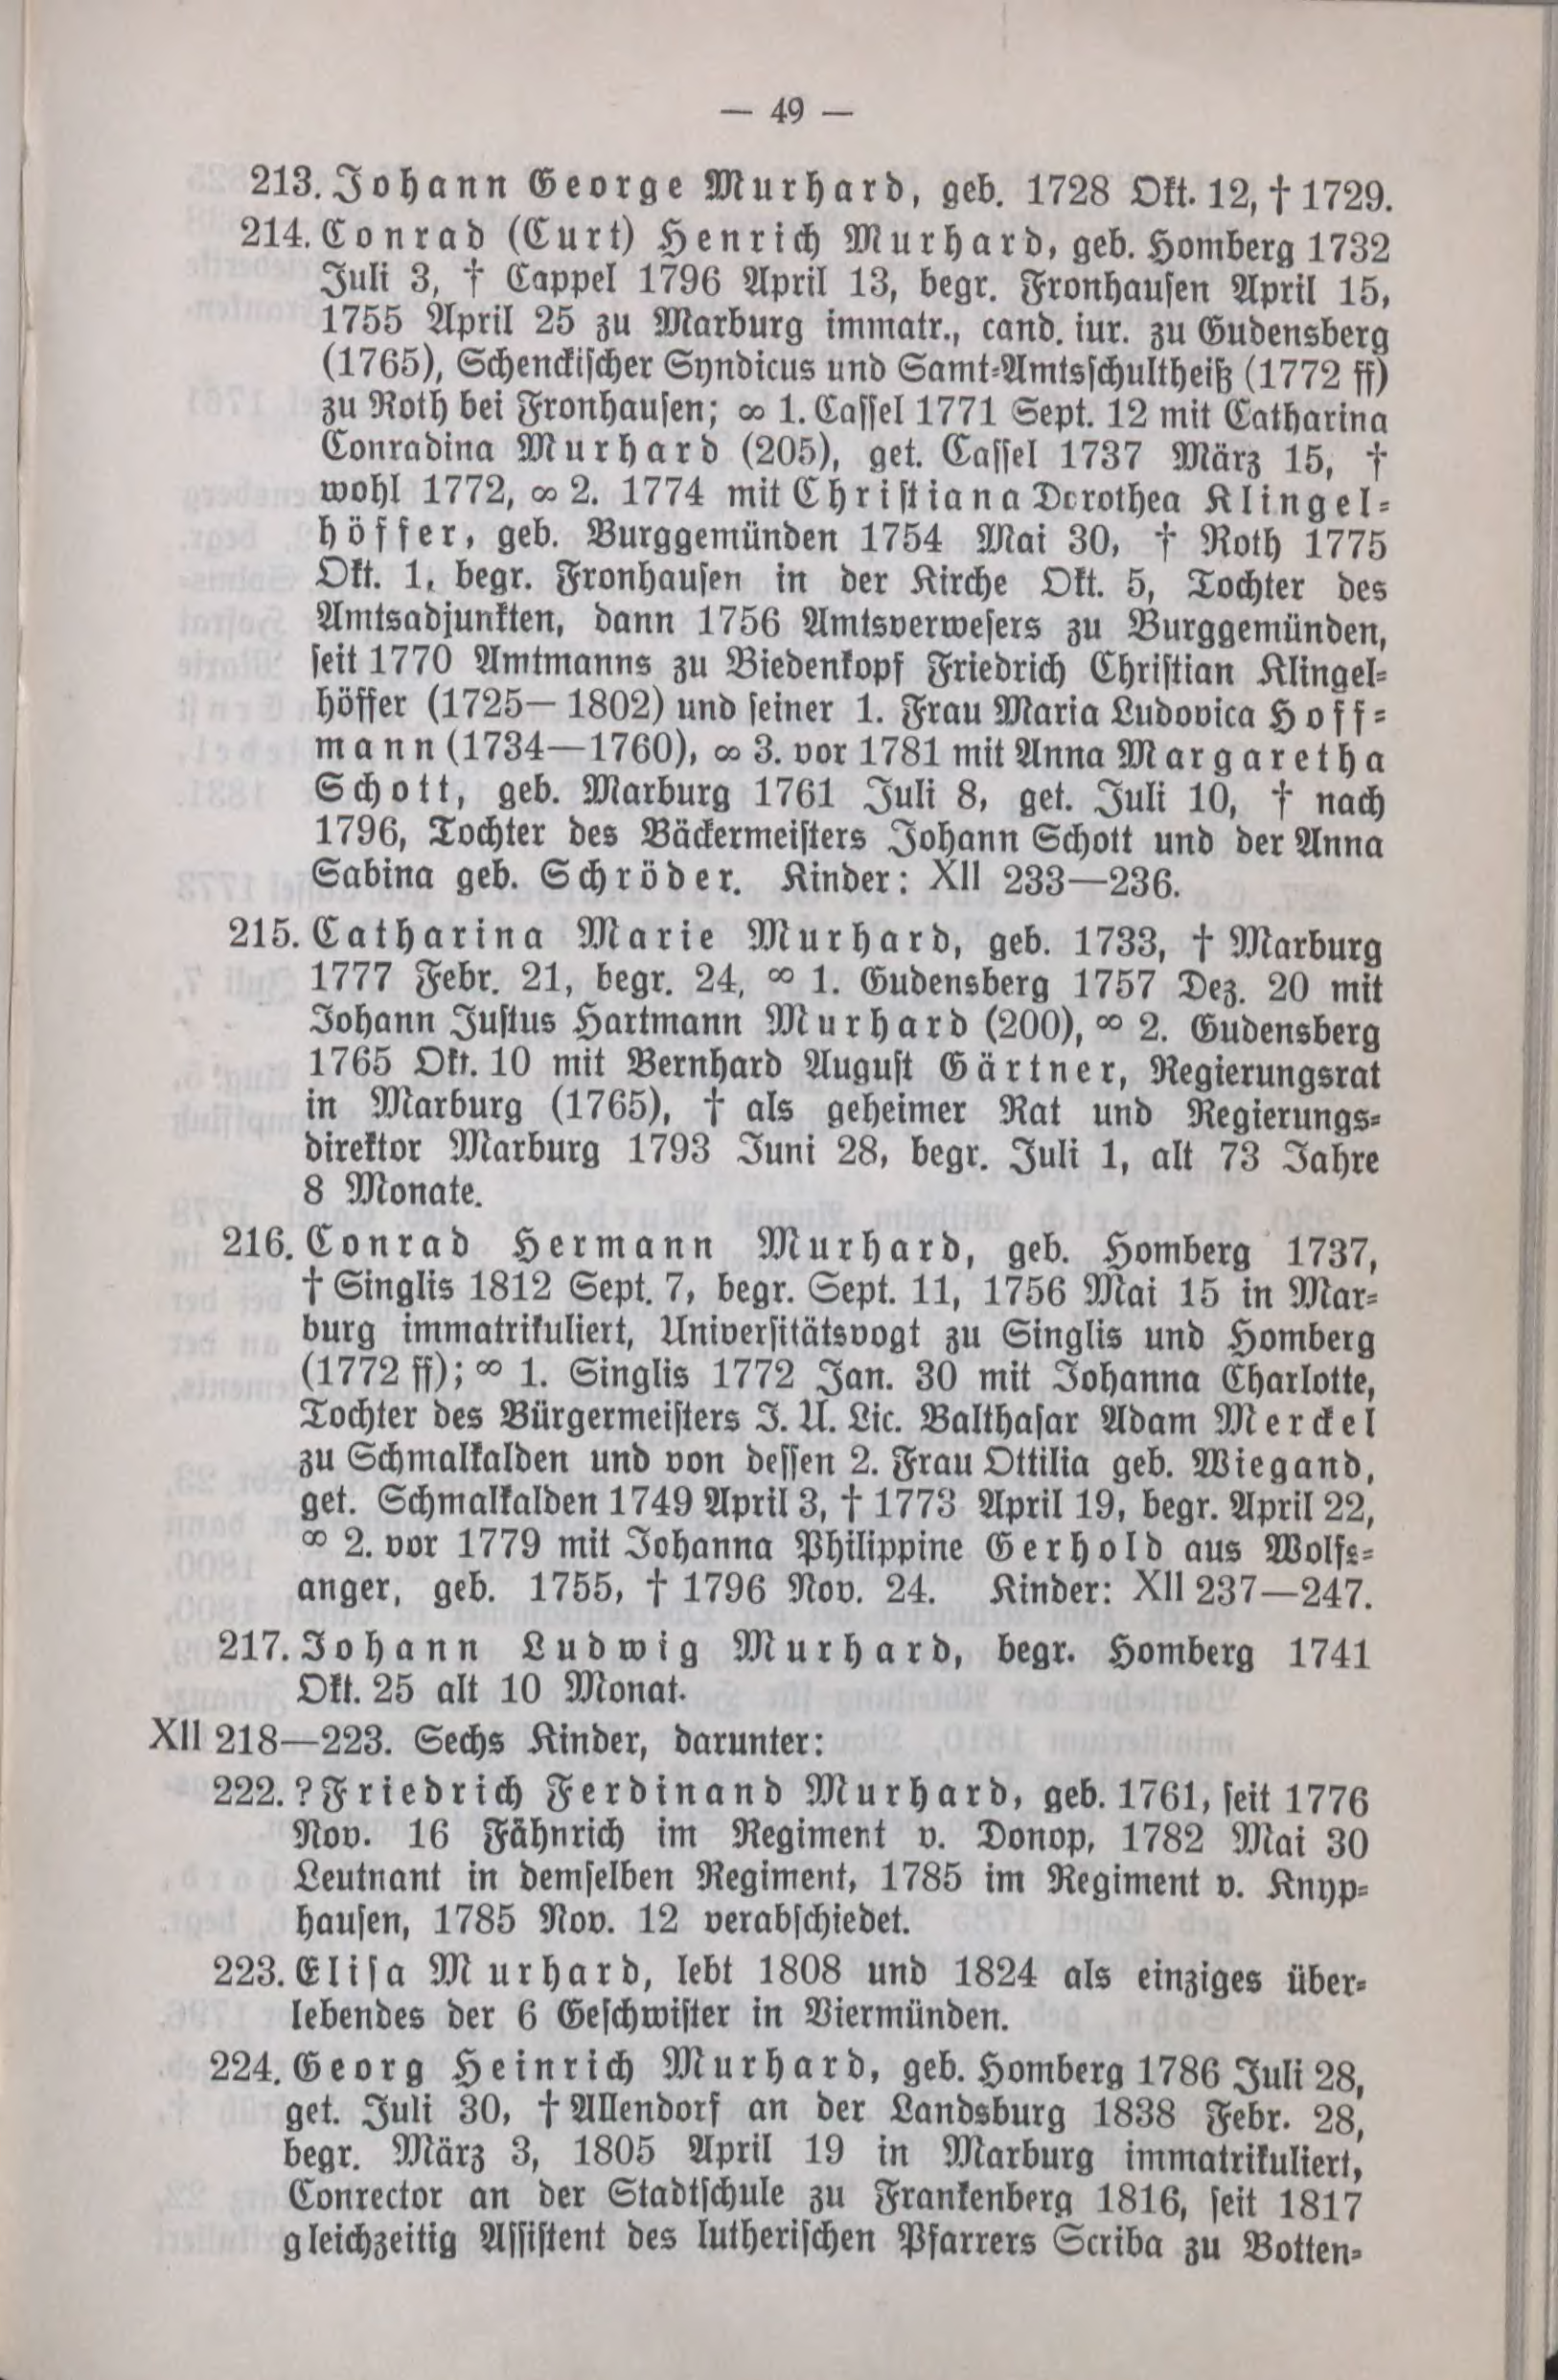 — 49 —
213. Johann George Murhard, geb. 1728 Okt. 12, † 1729.
214. Conrad (Curt) Henrich Murhard, geb. Homberg 1732
Juli 3, † Cappel 1796 April 13, begr. Fronhausen April 15,
1755 April 25 zu Marburg immatr., cand. iur. zu Gudensberg
(1765), Schenckischer Syndicus und Samt-Amtsschultheiß (1772 ff)
zu Roth bei Fronhausen; ∞ 1. Cassel 1771 Sept. 12 mit Catharina
Conradina Murhard (205), get. Cassel 1737 März 15, †
wohl 1772, ∞ 2. 1774 mit Christiana Dorothea Klingel-
höffer, geb. Burggemünden 1754 Mai 30, † Roth 1775
Okt. 1, begr. Fronhausen in der Kirche Okt. 5, Tochter des
Amtsadjunkten, dann 1756 Amtsverwesers zu Burggemünden,
seit 1770 Amtmanns zu Biedenkopf Friedrich Christian Klingel-
höffer (1725—1802) und seiner 1. Frau Maria Ludovica Hoff-
mann (1734—1760), ∞ 3. vor 1781 mit Anna Margaretha
Schott, geb. Marburg 1761 Juli 8, get. Juli 10, † nach
1796, Tochter des Bäckermeisters Johann Schott und der Anna
Sabina geb. Schröder. Kinder: XII 233—236.
215. Catharina Marie Murhard, geb. 1733, † Marburg
1777 Febr. 21, begr. 24, ∞ 1. Gudensberg 1757 Dez. 20 mit
Johann Justus Hartmann Murhard (200), ∞ 2. Gudensberg
1765 Okt. 10 mit Bernhard August Gärtner, Regierungsrat
in Marburg (1765), † als geheimer Rat und Regierungs-
direktor Marburg 1793 Juni 28, begr. Juli 1, alt 73 Jahre
8 Monate.
216. Conrad Hermann Murhard, geb. Homberg 1737,
† Singlis 1812 Sept. 7, begr. Sept. 11, 1756 Mai 15 in Mar-
burg immatrikuliert, Universitätsvogt zu Singlis und Homberg
(1772 ff); ∞ 1. Singlis 1772 Jan. 30 mit Johanna Charlotte,
Tochter des Bürgermeisters J. U. Lic. Balthasar Adam Merckel
zu Schmalkalden und von dessen 2. Frau Ottilia geb. Wiegand,
get. Schmalkalden 1749 April 3, † 1773 April 19, begr. April 22,
∞ 2. vor 1779 mit Johanna Philippine Gerhold aus Wolfs-
anger, geb. 1755, † 1796 Nov. 24. Kinder: XII 237—247.
217. Johann Ludwig Murhard, begr. Homberg 1741
Okt. 25 alt 10 Monat.
XII 218—223. Sechs Kinder, darunter:
222. ? Friedrich Ferdinand Murhard, geb. 1761, seit 1776
Nov. 16 Fähnrich im Regiment v. Donop, 1782 Mai 30
Leutnant in demselben Regiment, 1785 im Regiment v. Knyp-
hausen, 1785 Nov. 12 verabschiedet.
223. Elisa Murhard, lebt 1808 und 1824 als einziges über-
lebendes der 6 Geschwister in Viermünden.
224. Georg Heinrich Murhard, geb. Homberg 1786 Juli 28,
get. Juli 30, † Allendorf an der Landsburg 1838 Febr. 28,
begr. März 3, 1805 April 19 in Marburg immatrikuliert,
Conrector an der Stadtschule zu Frankenberg 1816, seit 1817
gleichzeitig Assistent des lutherischen Pfarrers Scriba zu Botten-